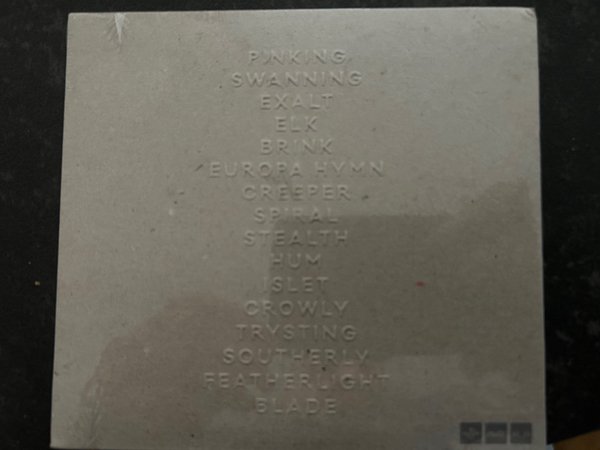 PINKING
SWANNING
EXALT
ELK
BRINK
EUROPA HYMN
CREEPER
SPIRAL
STEALTH
HUM
ISLET
CROWLY
TRYSTING
SOUTHERLY
FEATHERLIGHT
BLADE